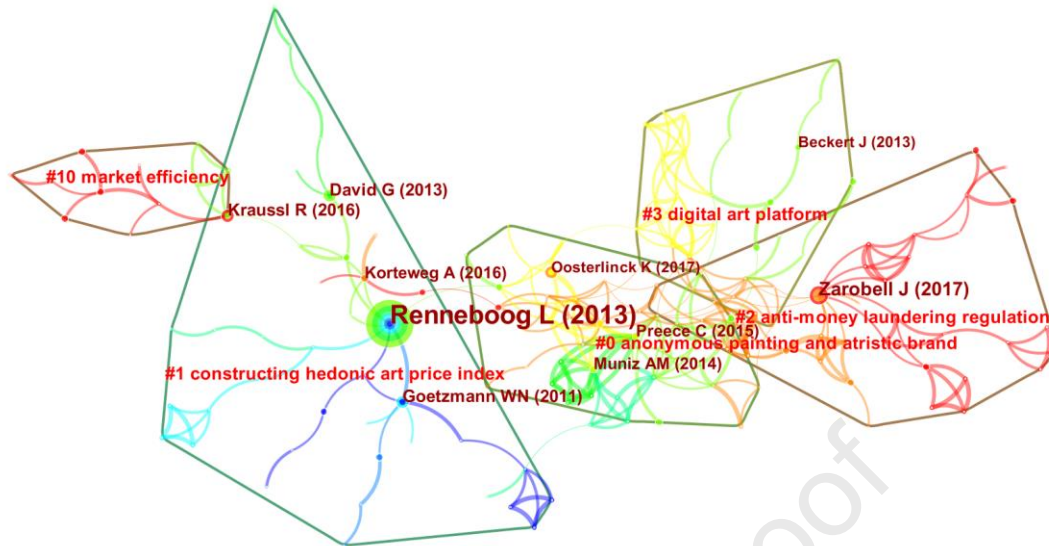 Beckert J (2013)
#10 market efficiency
David G (2013)
Kraussl R (2016)
#3 digital art platform
Korteweg A (2016)
Oosterlinck K (2017)
Zarobell J (2017)
Renneboog L (2013)
#2 anti-money laundering regulation
Preece C (2015)
#0 anonymous painting and atristic brand
Muniz AM (2014)
#1 constructing hedonic art price index
Goetzmann WN (2011)
oof